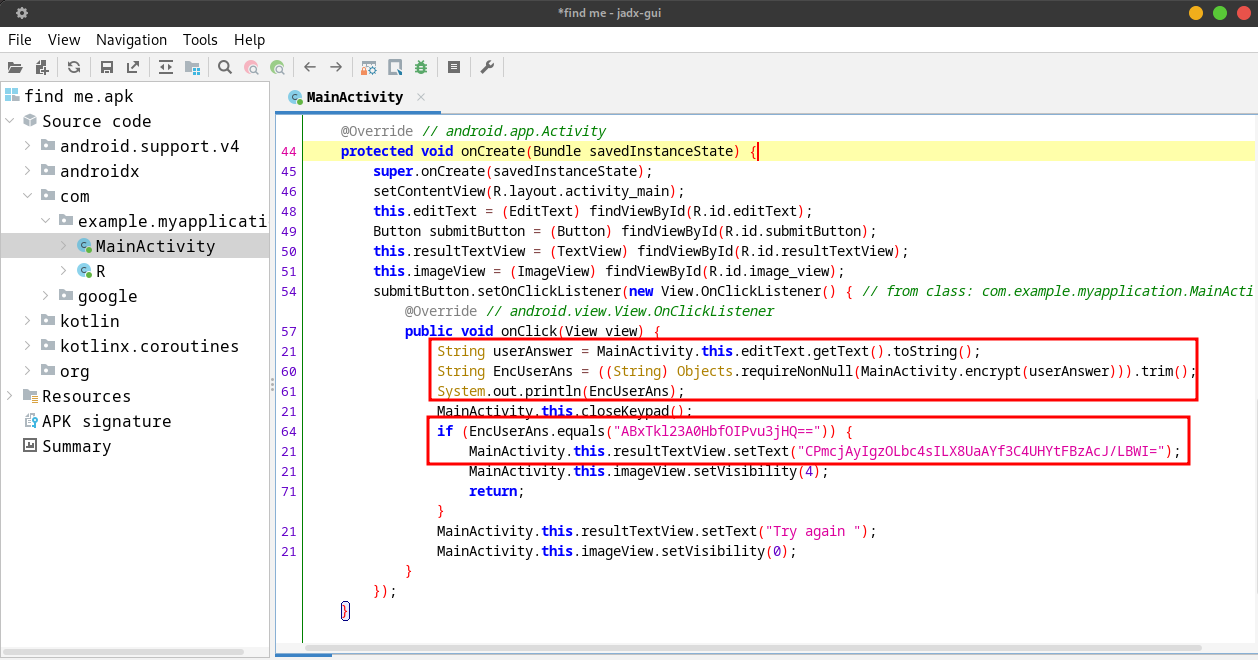 *find me - jadx-gui
File View Navigation Tools Help
find me.apk
Source code
android.support.v4
androidx
com
example.myapplicati
MainActivity
R
google
kotlin
kotlinx.coroutines
org
Resources
APK signature
Summary
MainActivity
@Override // android.app.Activity
44 protected void onCreate(Bundle savedInstanceState) {
45 super.onCreate(savedInstanceState);
46 setContentView(R.layout.activity_main);
48 this.editText = (EditText) findViewById(R.id.editText);
49 Button submitButton = (Button) findViewById(R.id.submitButton);
50 this.resultTextView = (TextView) findViewById(R.id.resultTextView);
51 this.imageView = (ImageView) findViewById(R.id.image_view);
54 submitButton.setOnClickListener(new View.OnClickListener() { // from class: com.example.myapplication.MainActi
@Override // android.view.View.OnClickListener
57 public void onClick(View view) {
21 String userAnswer = MainActivity.this.editText.getText().toString();
60 String EncUserAns = ((String) Objects.requireNonNull(MainActivity.encrypt(userAnswer))).trim();
61 System.out.println(EncUserAns);
21 MainActivity.this.closeKeypad();
64 if (EncUserAns.equals("ABxTkl23A0HbfOIPvu3jHQ==")) {
21 MainActivity.this.resultTextView.setText("CPmcjAyIgzOLbc4sILX8UaAYf3C4UHYtFBzAcJ/LBWI=");
21 MainActivity.this.imageView.setVisibility(4);
71 return;
}
21 MainActivity.this.resultTextView.setText("Try again ");
21 MainActivity.this.imageView.setVisibility(0);
}
});
}